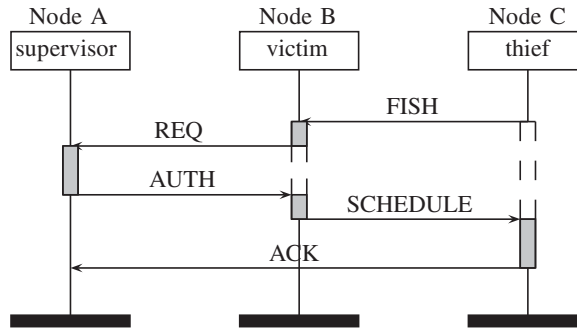 Node A Node B Node C
supervisor victim thief
FISH
REQ
AUTH
SCHEDULE
ACK